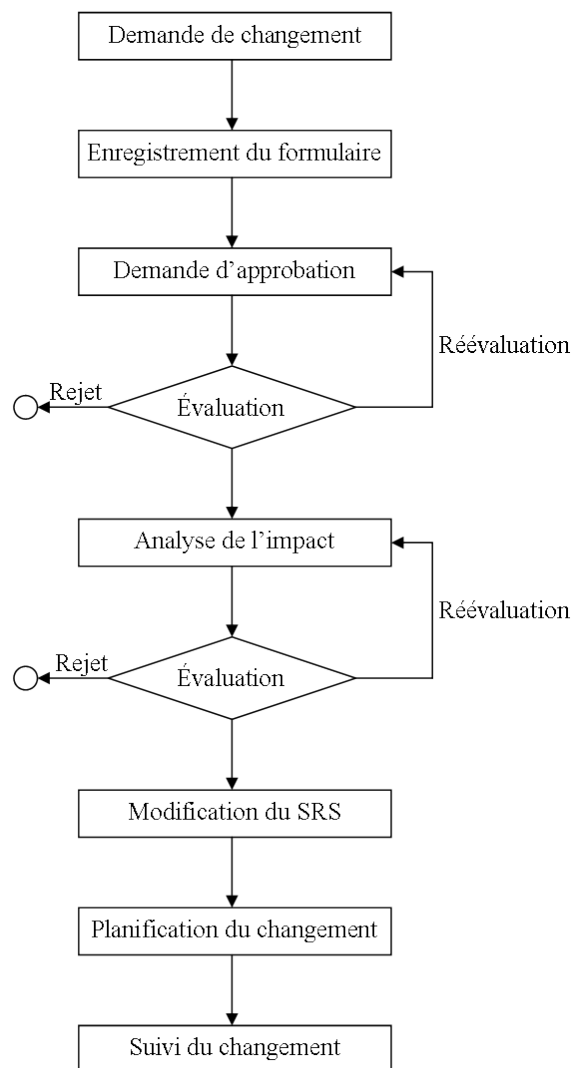 Demande de changement
Enregistrement du formulaire
Demande d’approbation
Réévaluation
Rejet
Évaluation
Analyse de l’impact
Réévaluation
Rejet
Évaluation
Modification du SRS
Planification du changement
Suivi du changement